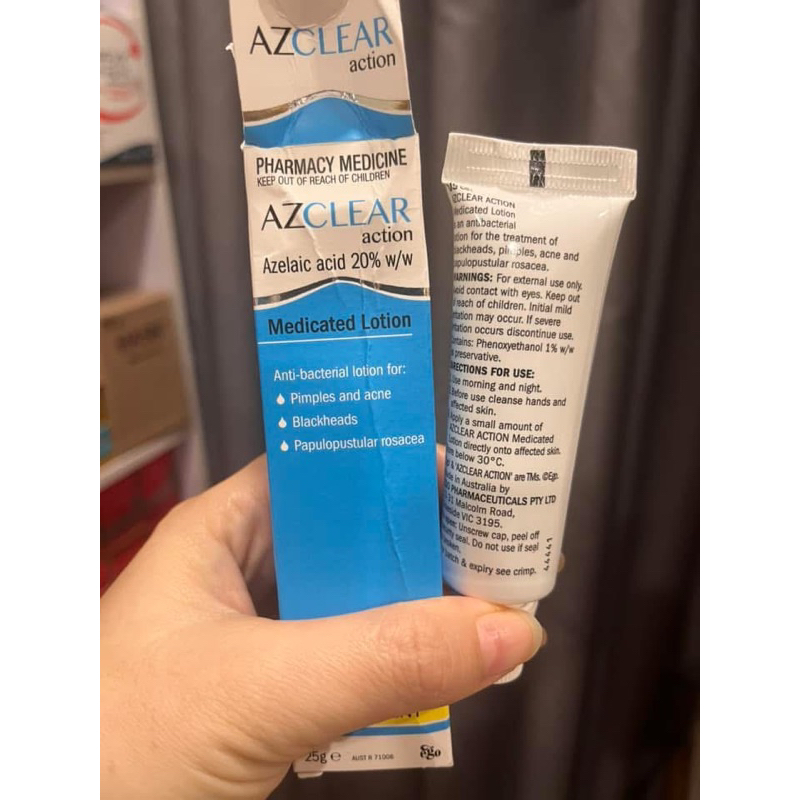 AZCLEAR
action
PHARMACY MEDICINE
KEEP OUT OF REACH OF CHILDREN
AZCLEAR
action
Azelaic acid 20% w/w
Medicated Lotion
Anti-bacterial lotion for:
Pimples and acne
Blackheads
Papulopustular rosacea
25g e
AUST R 71006
Ego
AZCLEAR ACTION
Medicated Lotion
an antibacterial
lotion for the treatment of
blackheads, pimples, acne and
papulopustular rosacea.
WARNINGS: For external use only.
Avoid contact with eyes. Keep out
of reach of children. Initial mild
irritation may occur. If severe
irritation occurs discontinue use.
Contains: Phenoxyethanol 1% w/w
preservative.
DIRECTIONS FOR USE:
Use morning and night.
Before use cleanse hands and
affected skin.
Apply a small amount of
AZCLEAR ACTION Medicated
Lotion directly onto affected skin.
below 30°C.
& 'AZCLEAR ACTION' are TMs. ©Ego.
in Australia by
PHARMACEUTICALS PTY LTD
Malcolm Road,
VIC 3195.
Unscrew cap, peel off
seal. Do not use if seal
broken.
batch & expiry see crimp.
44441